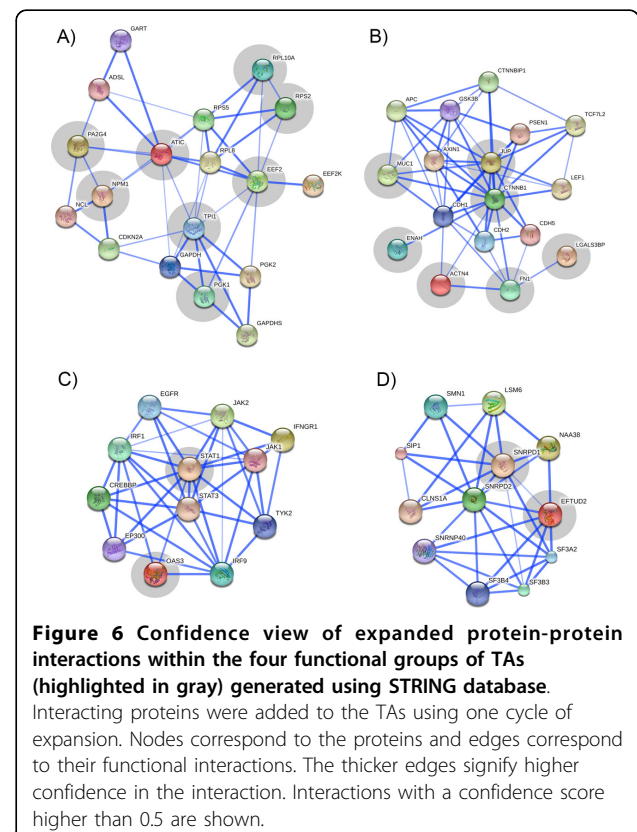 A)
GART
ADSL
RPL10A
RPS2
RPS5
PA2G4
ATIC
RPL8
EEF2
EEF2K
NPM1
NCL
TPI1
CDKN2A
GAPDH
PGK2
PGK1
GAPDHS
B)
CTNNBIP1
APC
GSK3B
PSEN1
TCF7L2
AXIN1
JUP
MUC1
LEF1
CTNNB1
CDH1
CDH5
CDH2
ENAH
LGALS3BP
ACTN4
FN1
C)
EGFR
JAK2
IFNGR1
IRF1
JAK1
STAT1
CREBBP
STAT3
TYK2
EP300
OAS3
IRF9
D)
LSM6
SMN1
NAA38
SIP1
SNRPD1
SNRPD2
CLNS1A
EFTUD2
SNRNP40
SF3A2
SF3B4
SF3B3
Figure 6 Confidence view of expanded protein-protein
interactions within the four functional groups of TAs
(highlighted in gray) generated using STRING database.
Interacting proteins were added to the TAs using one cycle of
expansion. Nodes correspond to the proteins and edges correspond
to their functional interactions. The thicker edges signify higher
confidence in the interaction. Interactions with a confidence score
higher than 0.5 are shown.